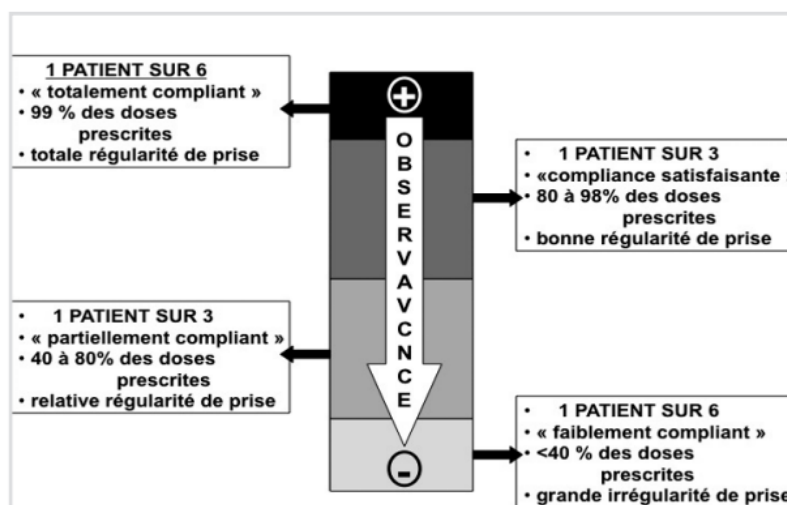 1 PATIENT SUR 6
• « totalement compliant »
• 99 % des doses
prescrites
• totale régularité de prise
+
OBSERVAVCNCE
• 1 PATIENT SUR 3
• «compliance satisfaisante »
• 80 à 98% des doses
prescrites
• bonne régularité de prise
• 1 PATIENT SUR 3
• « partiellement compliant »
• 40 à 80% des doses
prescrites
• relative régularité de prise
• 1 PATIENT SUR 6
• « faiblement compliant »
• <40 % des doses
prescrites
• grande irrégularité de prise
-